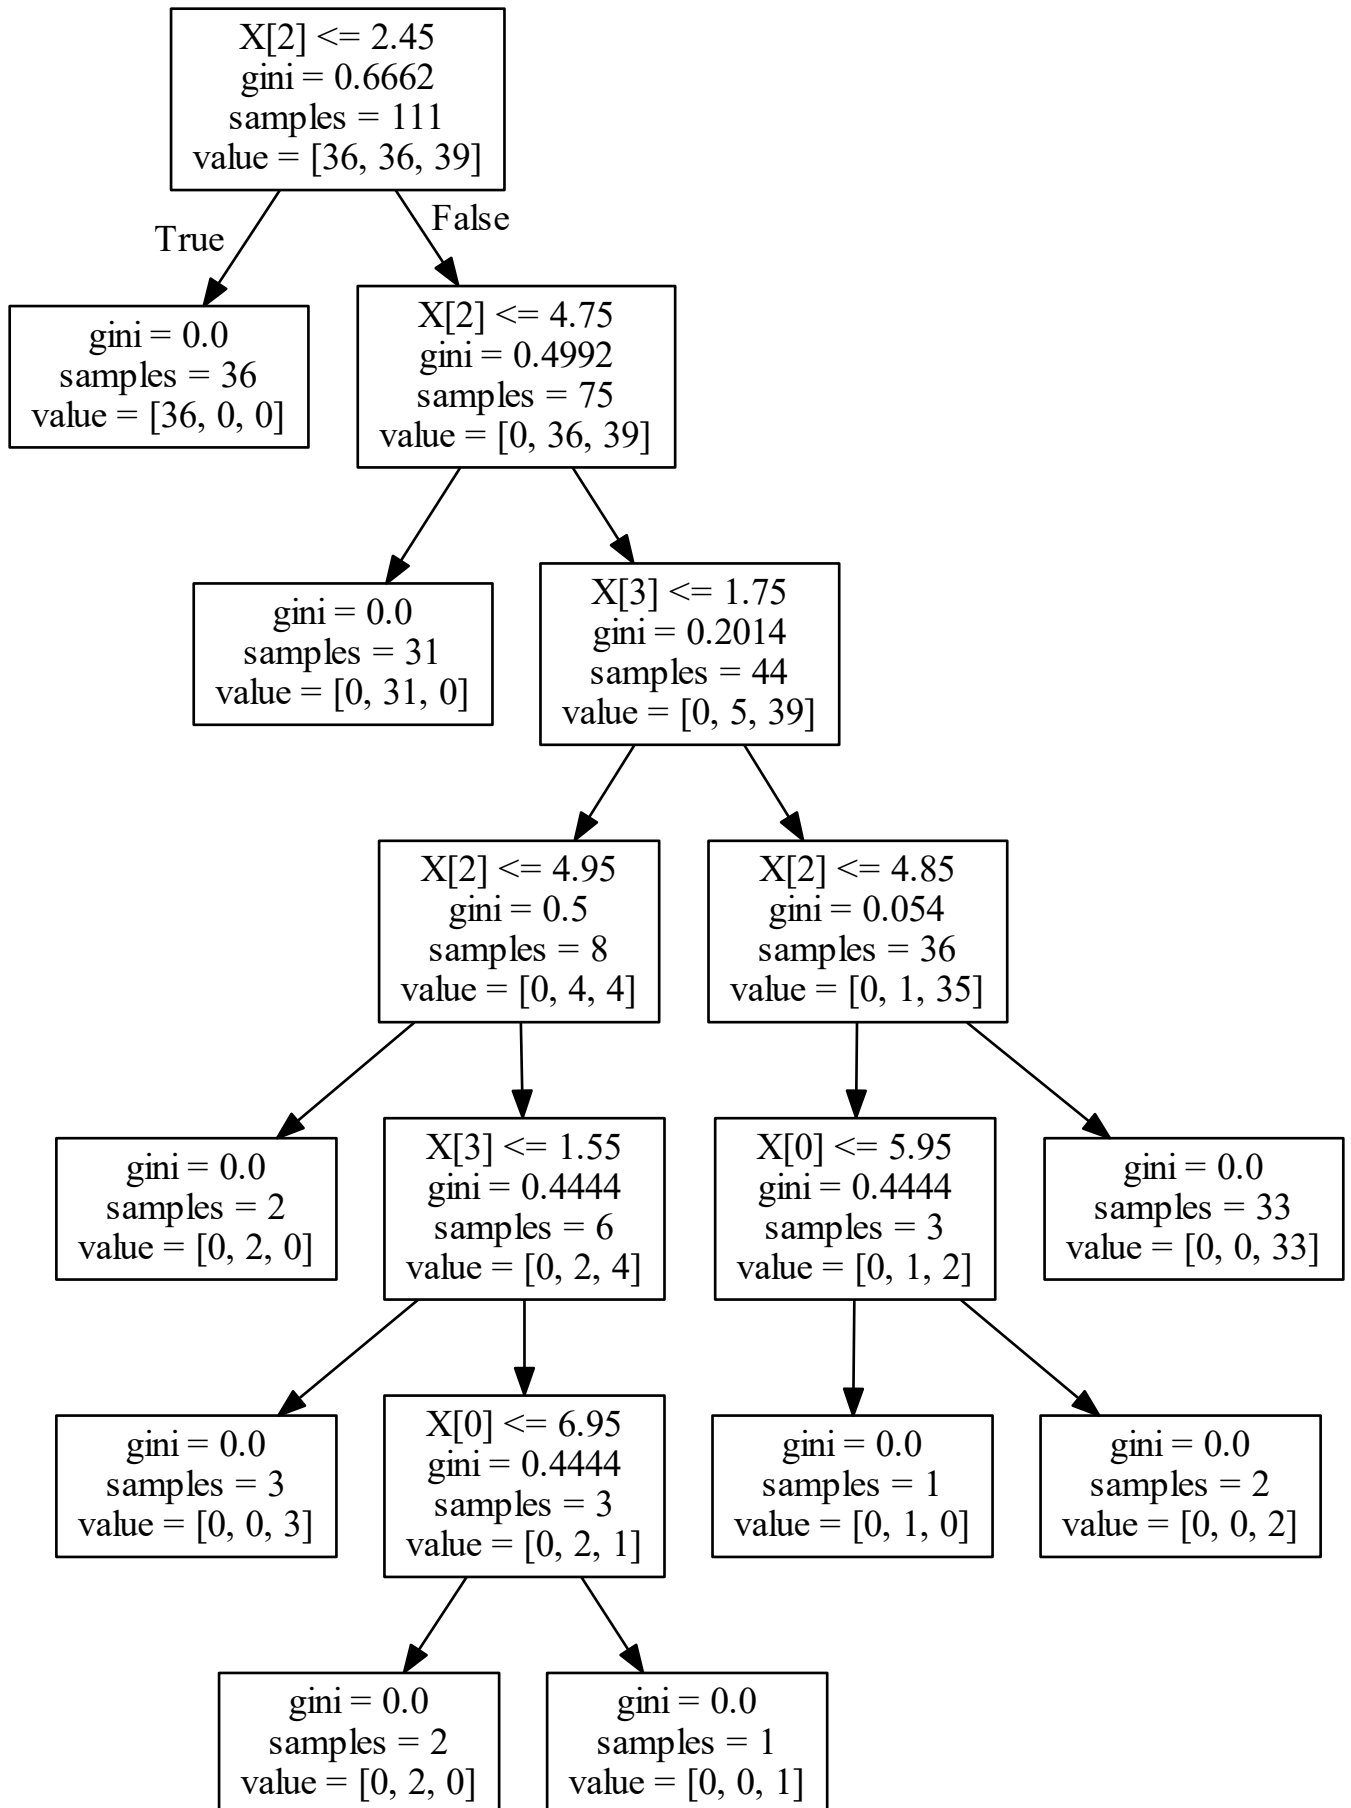 X[2] <= 2.45
gini = 0.6662
samples = 111
value = [36, 36, 39]
True
False
gini = 0.0
samples = 36
value = [36, 0, 0]
X[2] <= 4.75
gini = 0.4992
samples = 75
value = [0, 36, 39]
gini = 0.0
samples = 31
value = [0, 31, 0]
X[3] <= 1.75
gini = 0.2014
samples = 44
value = [0, 5, 39]
X[2] <= 4.95
gini = 0.5
samples = 8
value = [0, 4, 4]
X[2] <= 4.85
gini = 0.054
samples = 36
value = [0, 1, 35]
gini = 0.0
samples = 2
value = [0, 2, 0]
X[3] <= 1.55
gini = 0.4444
samples = 6
value = [0, 2, 4]
X[0] <= 5.95
gini = 0.4444
samples = 3
value = [0, 1, 2]
gini = 0.0
samples = 33
value = [0, 0, 33]
gini = 0.0
samples = 3
value = [0, 0, 3]
X[0] <= 6.95
gini = 0.4444
samples = 3
value = [0, 2, 1]
gini = 0.0
samples = 1
value = [0, 1, 0]
gini = 0.0
samples = 2
value = [0, 0, 2]
gini = 0.0
samples = 2
value = [0, 2, 0]
gini = 0.0
samples = 1
value = [0, 0, 1]